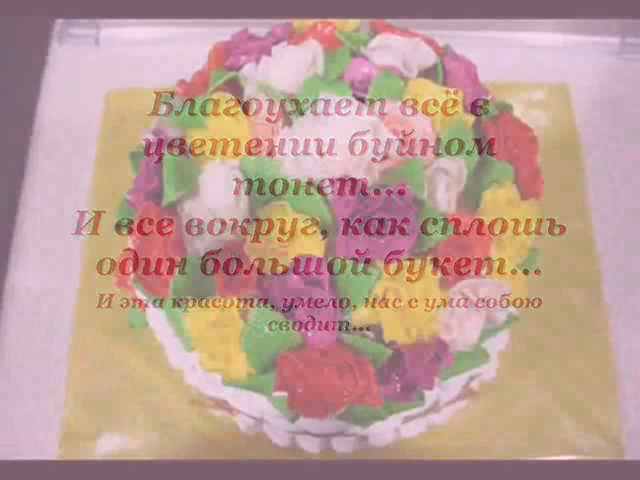 Благоухает всё в
цветении буйном
тонет...
И все вокруг, как сплошь
один большой букет...
И эта красота, умело, нас с ума собою
сводит...